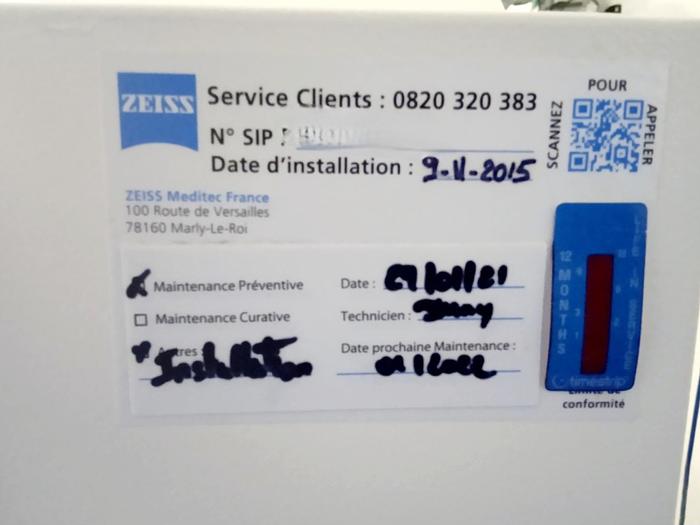 ZEISS
Service Clients : 0820 320 383
N° SIP :
Date d'installation : 9-V-2015
POUR
SCANNEZ
APPELER
ZEISS Meditec France
100 Route de Versailles
78160 Marly-Le-Roi
Maintenance Préventive
Date :
Maintenance Curative
Technicien :
Autres :
Installation
Date prochaine Maintenance :
12 MONTHS
timestrip
conformité